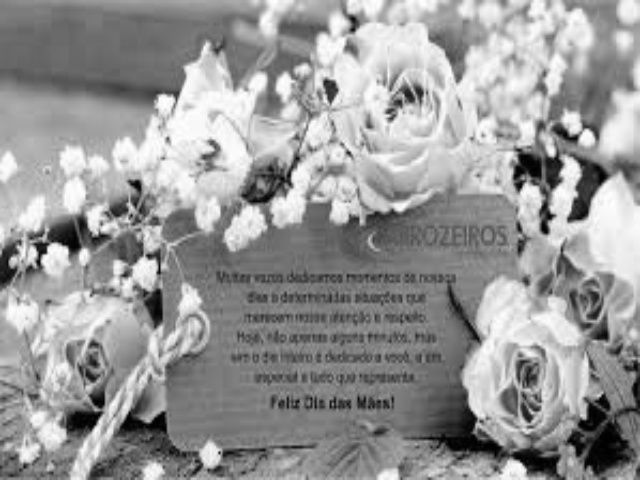 ROZEIROS
Muitas vezes dedicamos momentos de nossos
dias a determinadas situações que
merecem nossa atenção e respeito.
Hoje, não apenas alguns minutos, mas
sim o dia inteiro é dedicado a você, a
especial e tudo que representa.
Feliz Dia das Mães!